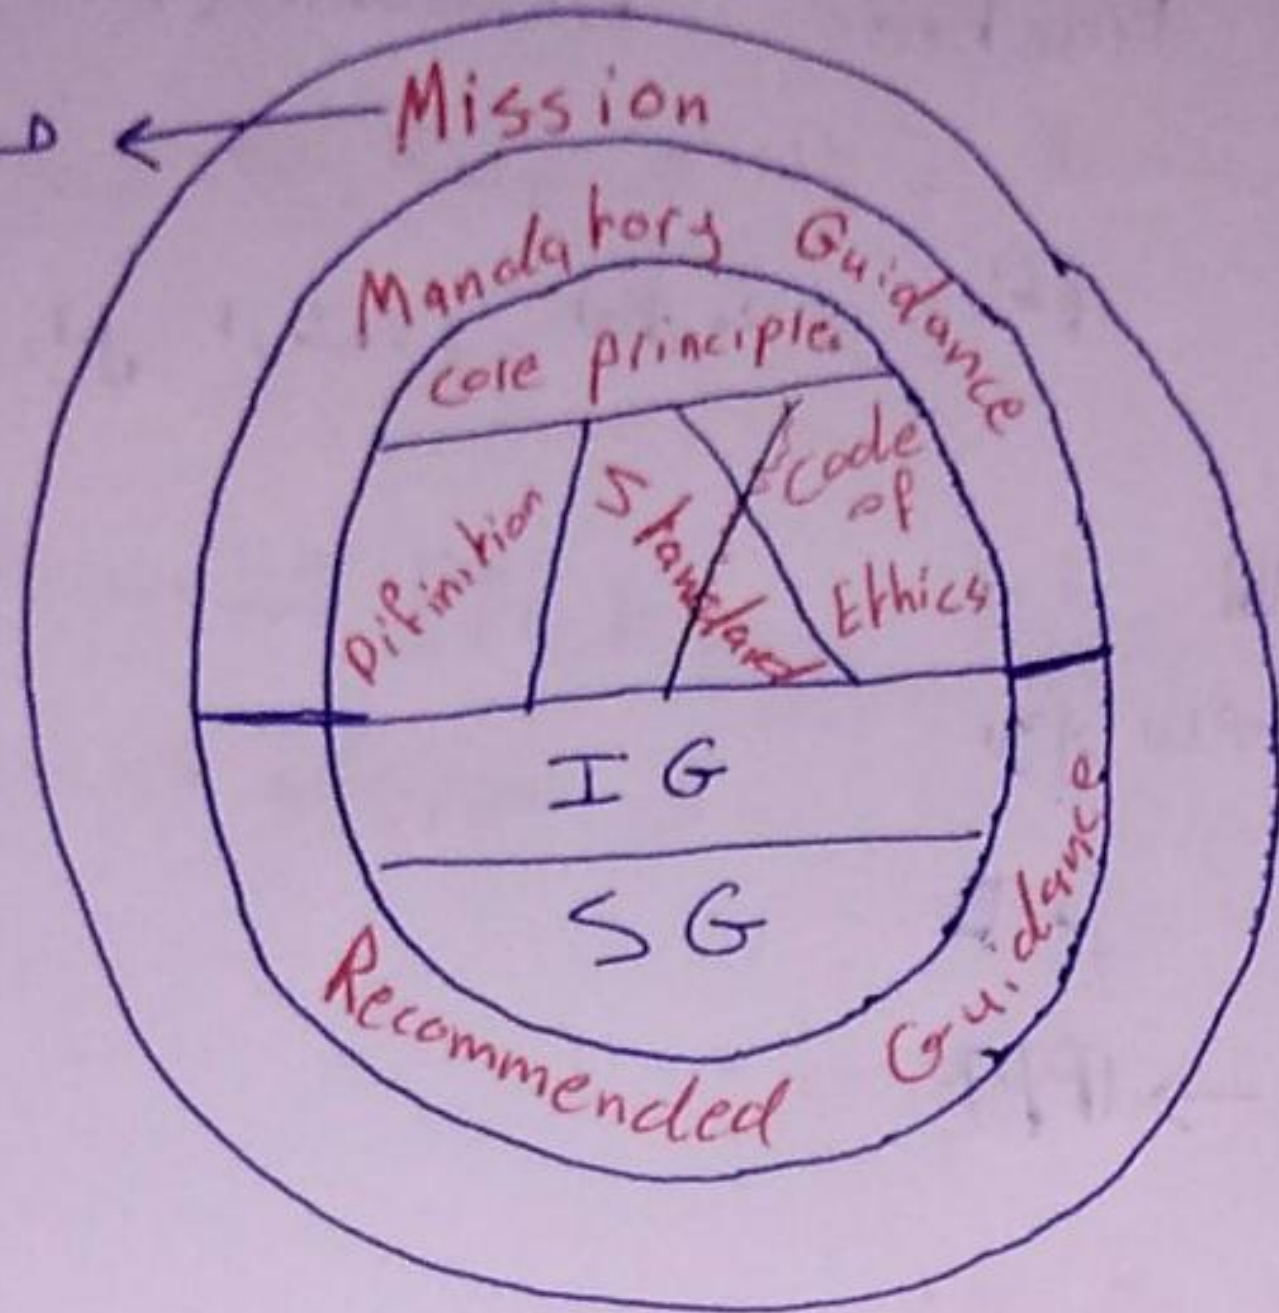 Mission
D
Mandatory Guidance
core principles
Difinition
Standard
Code
of
Ethics
IG
SG
Recommended Guidance